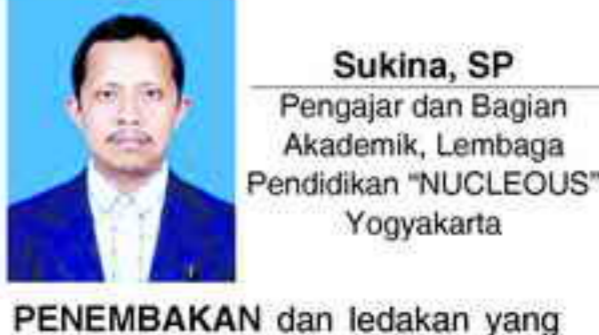 Sukina, SP
Pengajar dan Bagian
Akademik, Lembaga
Pendidikan “NUCLEOUS”
Yogyakarta
PENEMBAKAN dan ledakan yang